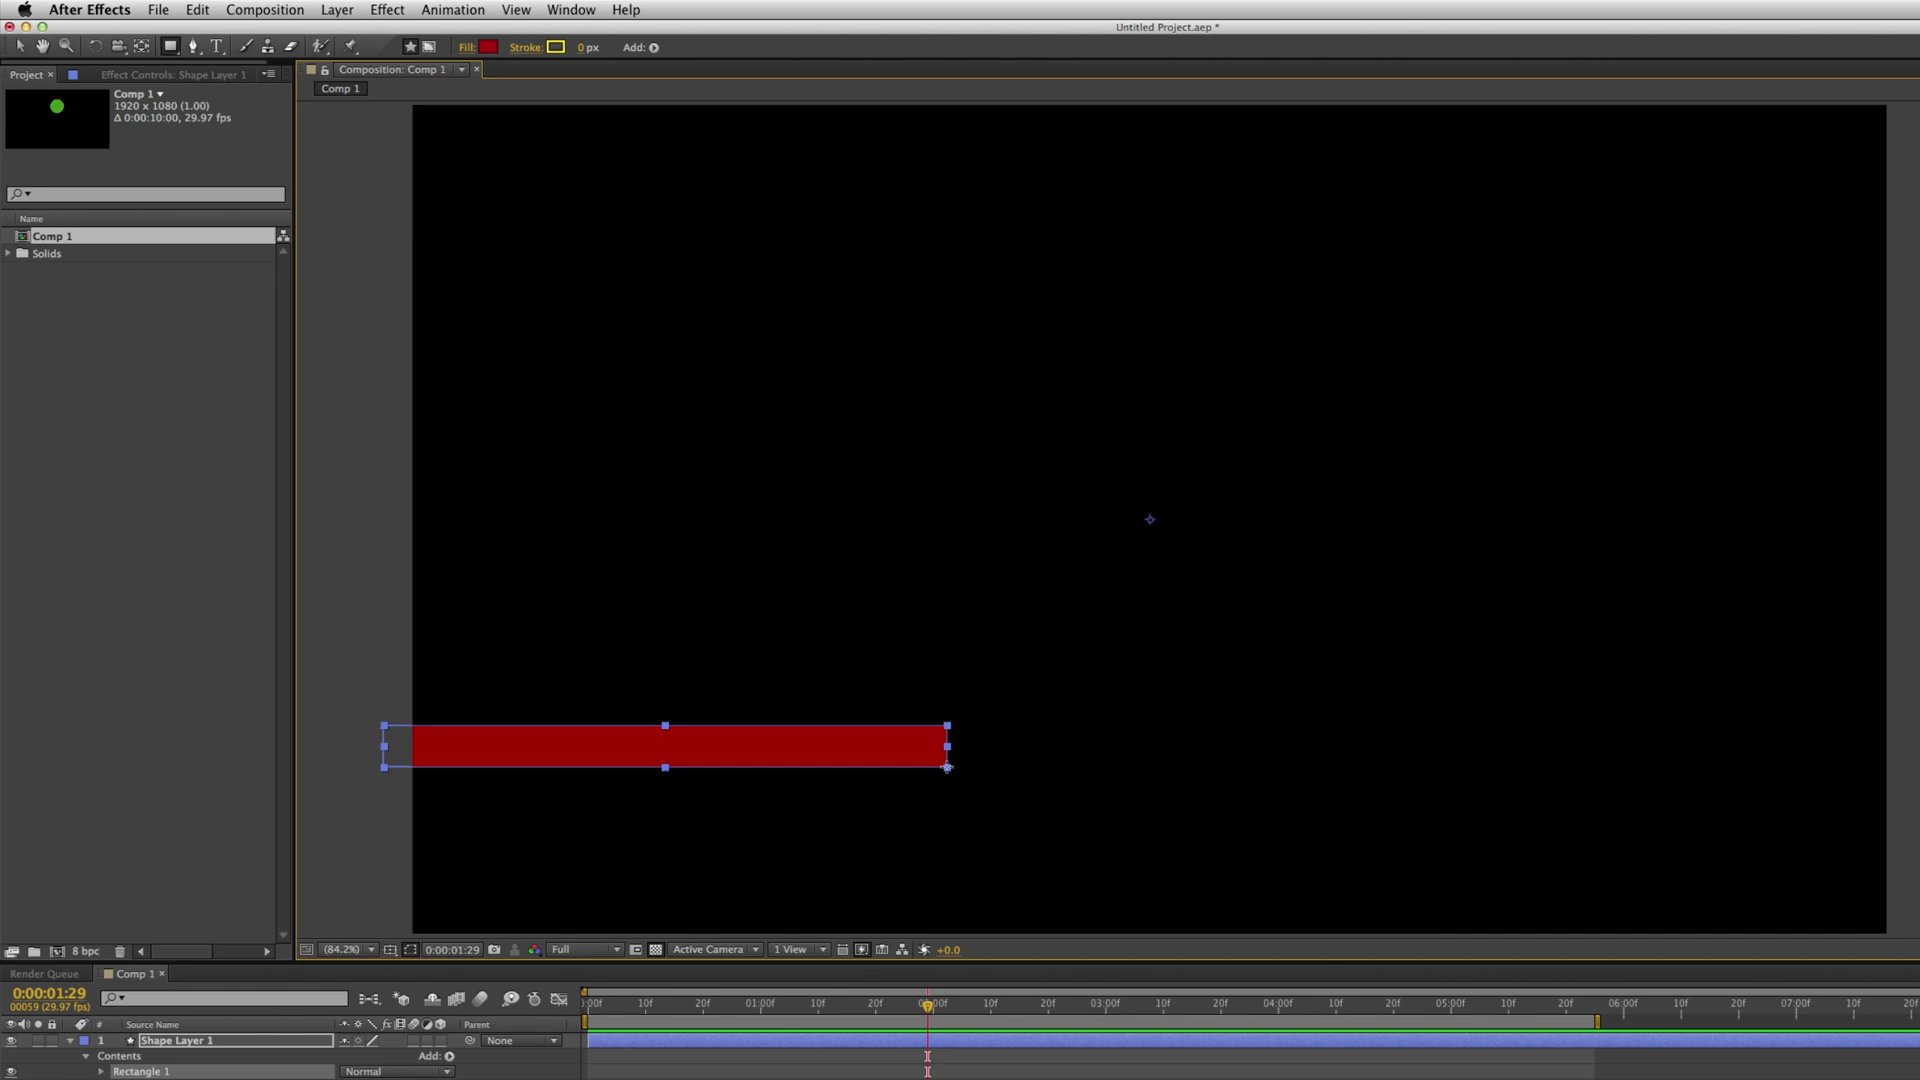 After Effects File Edit Composition Layer Effect Animation View Window Help
Untitled Project.aep *
Fill: Stroke: 0 px Add:
Project × Effect Controls: Shape Layer 1
Composition: Comp 1 ×
Comp 1
Comp 1
1920 x 1080 (1.00)
Δ 0:00:10:00, 29.97 fps
Name
Comp 1
Solids
8 bpc
(84.2%) 0:00:01:29 Full Active Camera 1 View +0.0
Render Queue Comp 1 ×
0:00:01:29
00059 (29.97 fps)
:00f 10f 20f 01:00f 10f 20f 02:00f 10f 20f 03:00f 10f 20f 04:00f 10f 20f 05:00f 10f 20f 06:00f 10f 20f 07:00f 10f 20f
# Source Name fx Parent
1 Shape Layer 1 None
Contents Add:
Rectangle 1 Normal